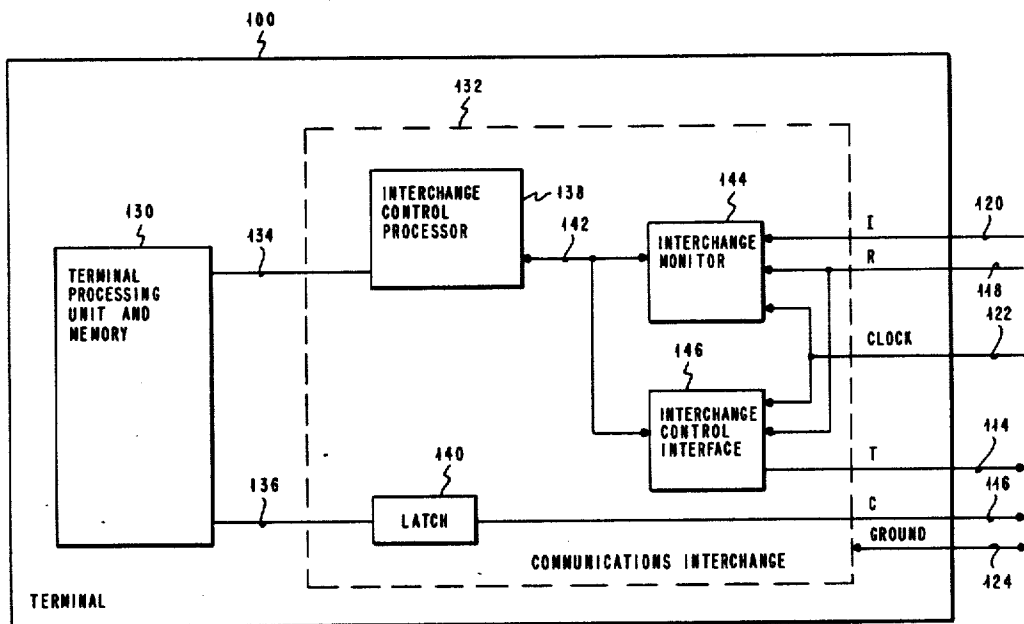 100
132
130
134
INTERCHANGE
CONTROL
PROCESSOR
138
142
144
INTERCHANGE
MONITOR
I
120
R
118
CLOCK
122
TERMINAL
PROCESSING
UNIT AND
MEMORY
146
INTERCHANGE
CONTROL
INTERFACE
T
114
136
140
LATCH
C
116
GROUND
124
COMMUNICATIONS INTERCHANGE
TERMINAL